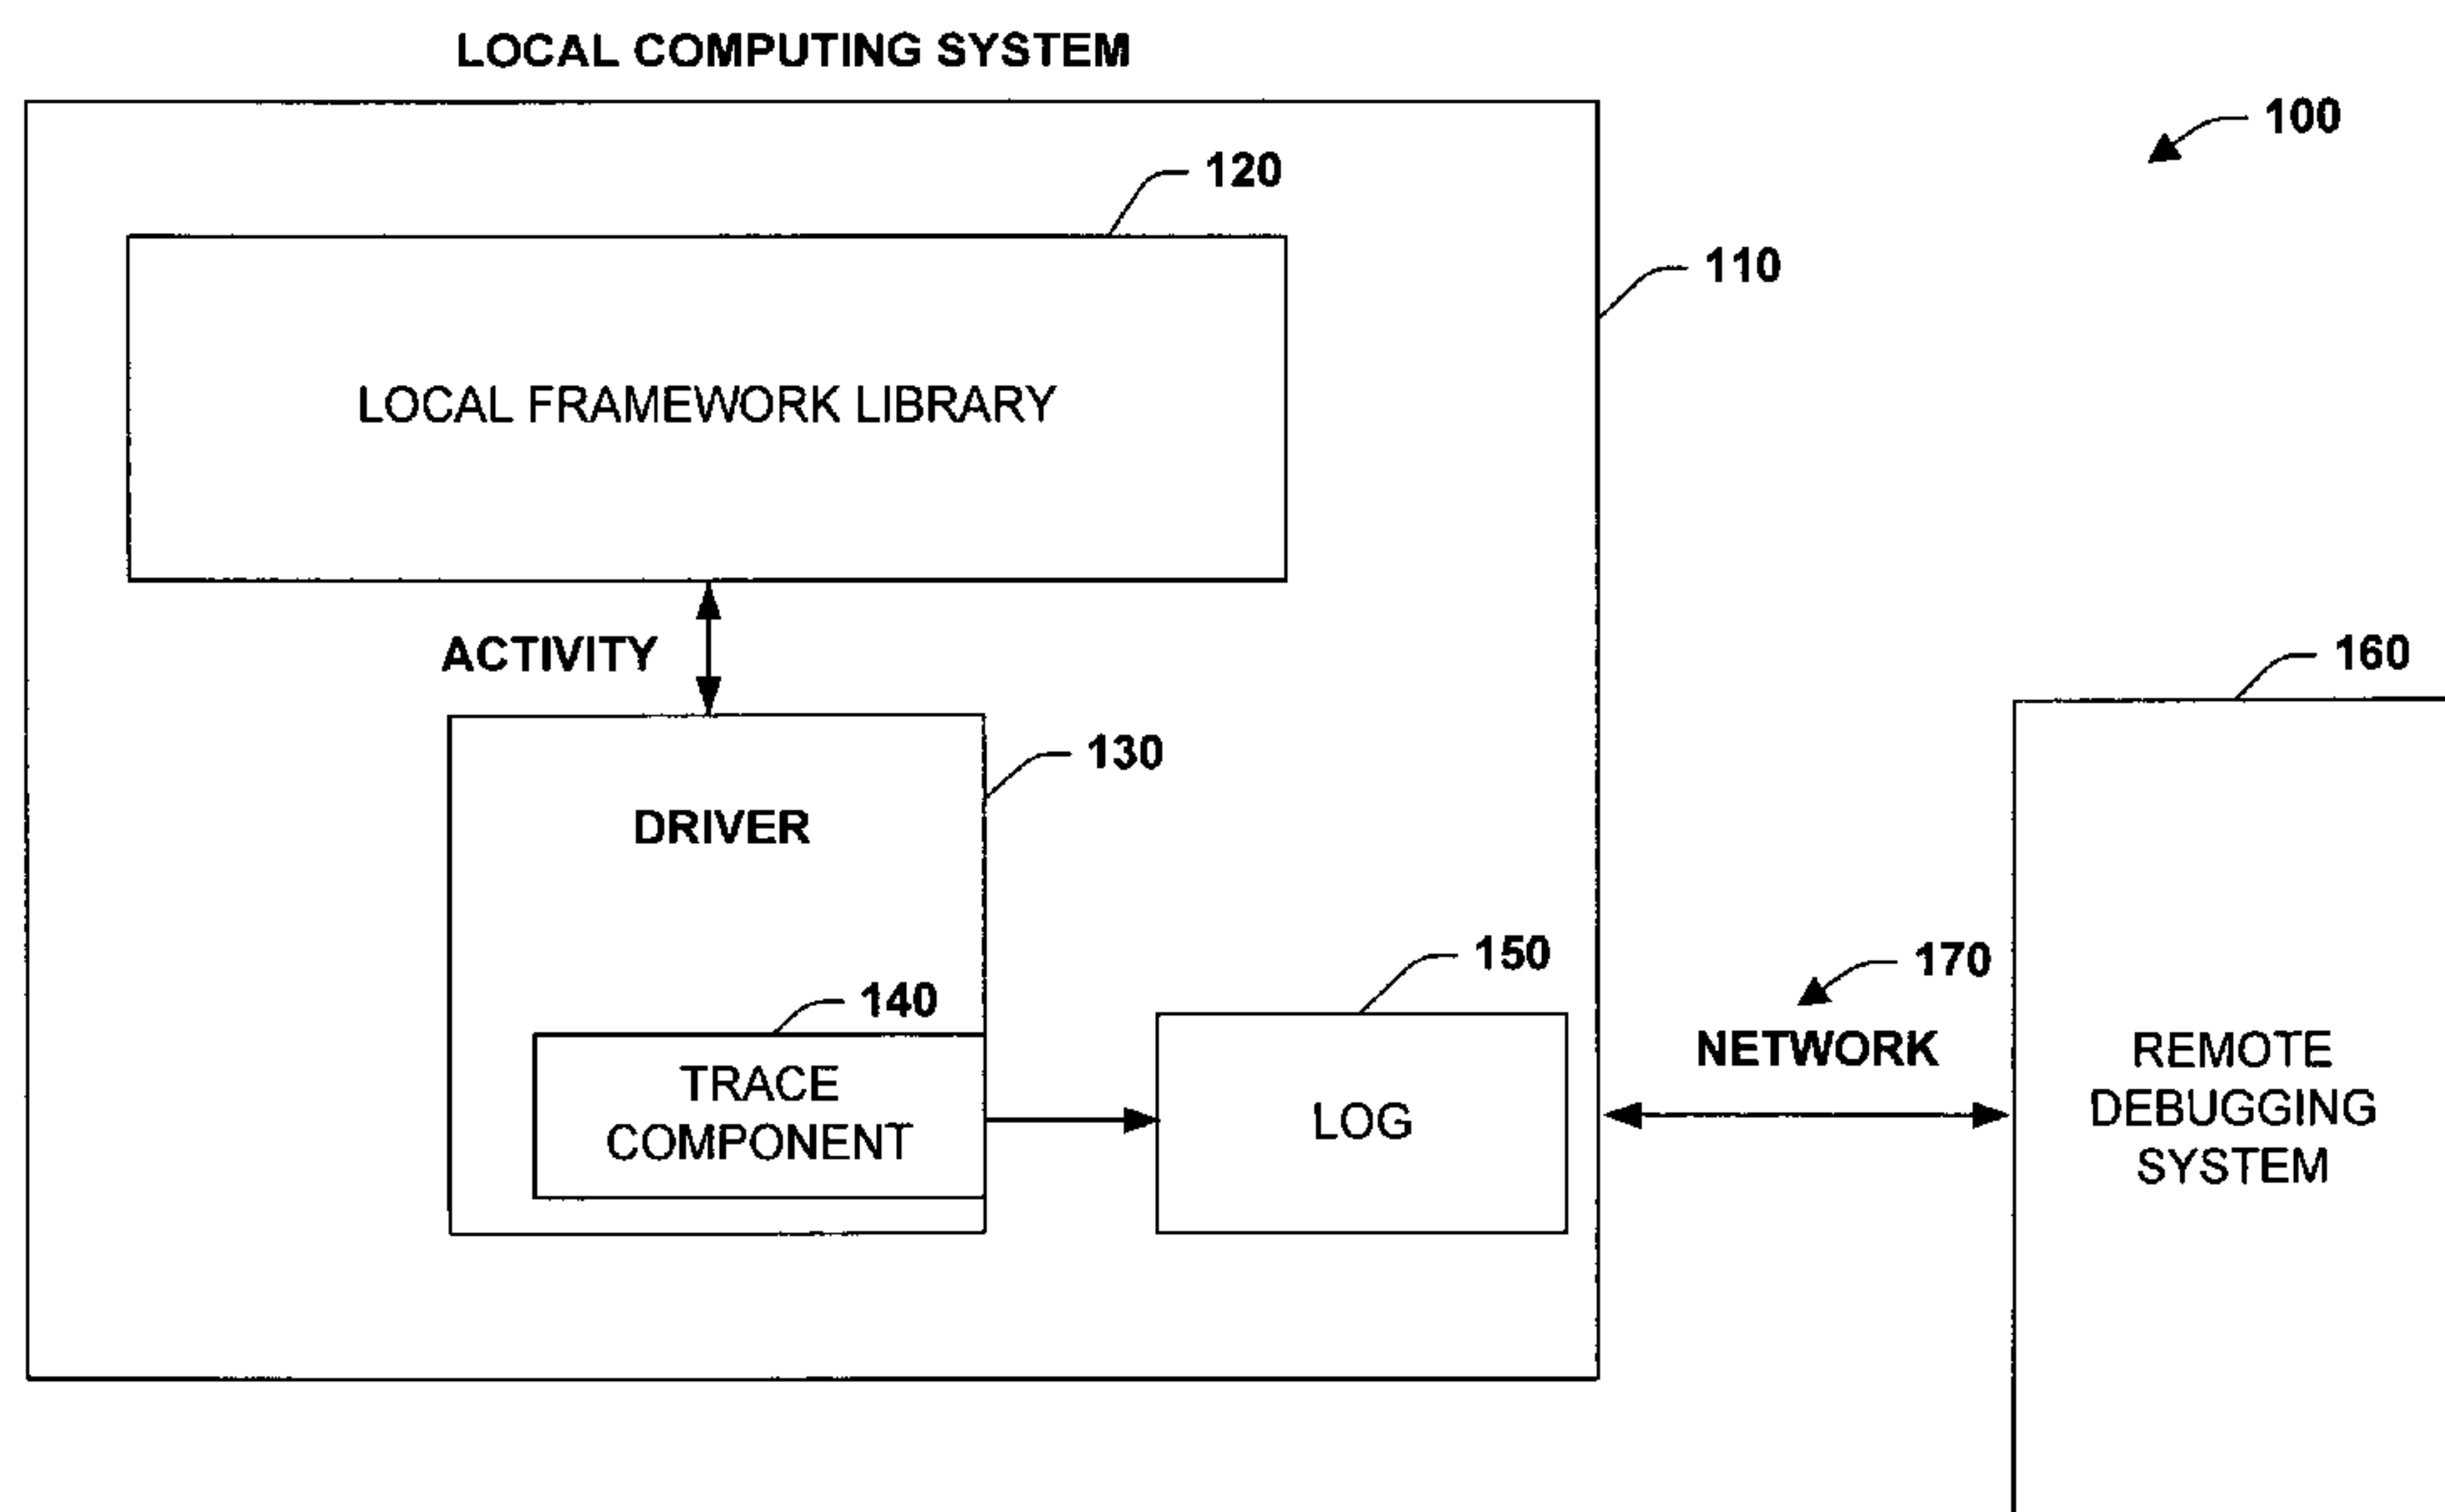 LOCAL COMPUTING SYSTEM
100
120
110
LOCAL FRAMEWORK LIBRARY
ACTIVITY
160
130
DRIVER
150
170
140
NETWORK
TRACE
COMPONENT
LOG
REMOTE
DEBUGGING
SYSTEM